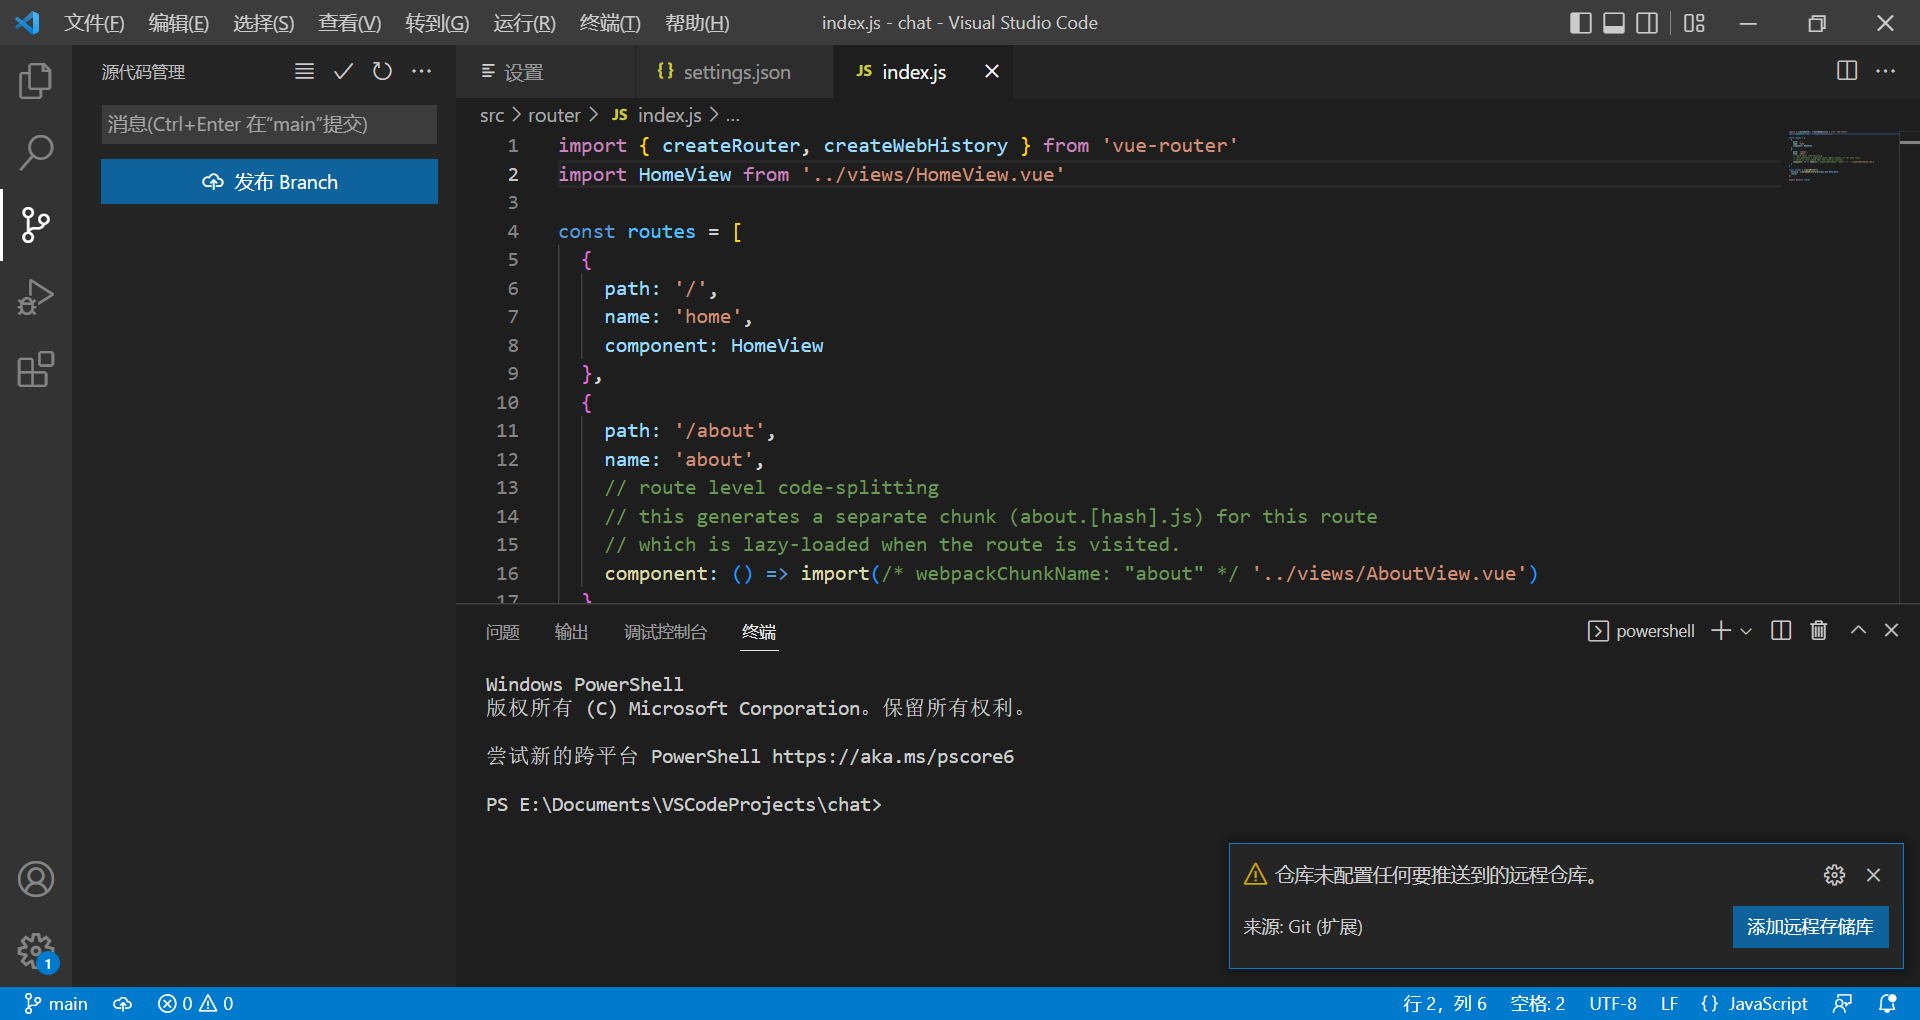 文件(F) 编辑(E) 选择(S) 查看(V) 转到(G) 运行(R) 终端(T) 帮助(H) index.js - chat - Visual Studio Code
源代码管理
消息(Ctrl+Enter 在“main”提交)
发布 Branch
设置 {} settings.json JS index.js
src > router > JS index.js > ...
1 import { createRouter, createWebHistory } from 'vue-router'
2 import HomeView from '../views/HomeView.vue'
3
4 const routes = [
5 {
6 path: '/',
7 name: 'home',
8 component: HomeView
9 },
10 {
11 path: '/about',
12 name: 'about',
13 // route level code-splitting
14 // this generates a separate chunk (about.[hash].js) for this route
15 // which is lazy-loaded when the route is visited.
16 component: () => import(/* webpackChunkName: "about" */ '../views/AboutView.vue')
17 }
问题 输出 调试控制台 终端 powershell
Windows PowerShell
版权所有 (C) Microsoft Corporation。保留所有权利。
尝试新的跨平台 PowerShell https://aka.ms/pscore6
PS E:\Documents\VSCodeProjects\chat>
仓库未配置任何要推送到的远程仓库。
来源: Git (扩展) 添加远程存储库
1
main 0 0 行 2，列 6 空格: 2 UTF-8 LF {} JavaScript